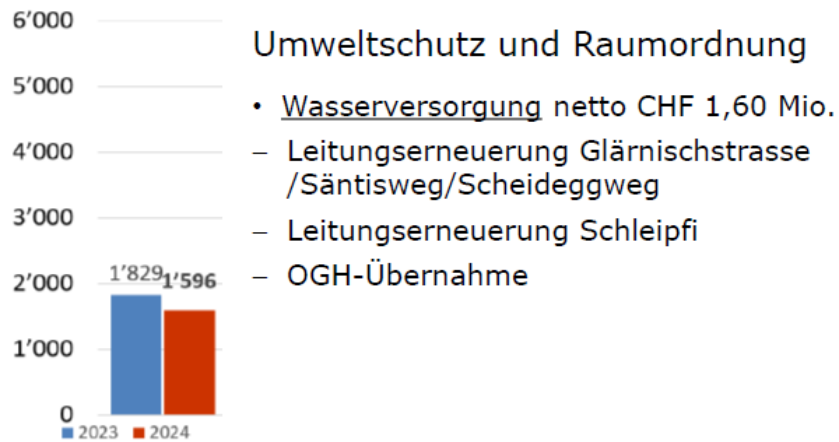 6’000
5’000
4’000
3’000
2’000
1’000
0
1’829
1’596
2023 2024
Umweltschutz und Raumordnung
• Wasserversorgung netto CHF 1,60 Mio.
– Leitungserneuerung Glärnischstrasse
/Säntisweg/Scheideggweg
– Leitungserneuerung Schleipfi
– OGH-Übernahme